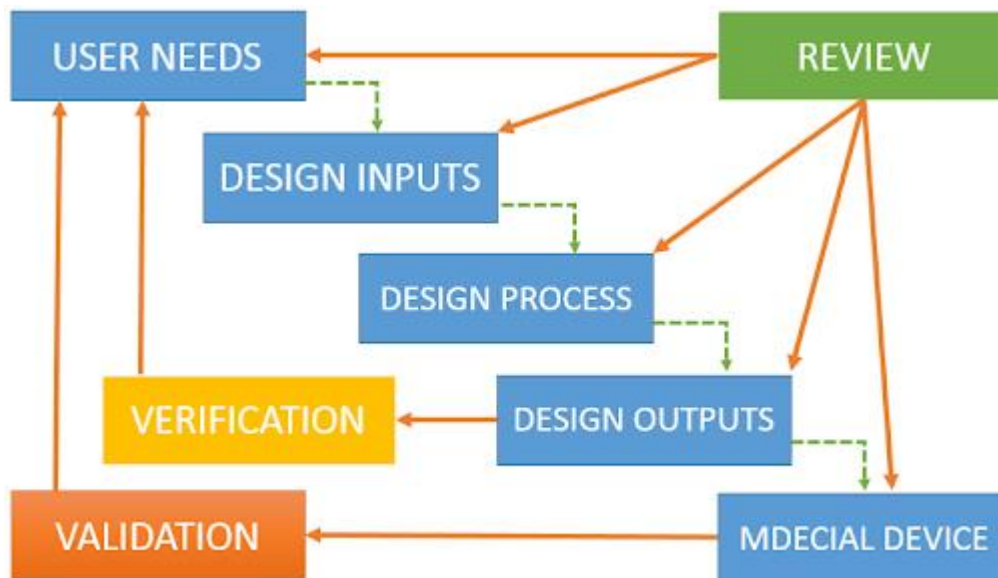 USER NEEDS
REVIEW
DESIGN INPUTS
DESIGN PROCESS
VERIFICATION
DESIGN OUTPUTS
VALIDATION
MDECIAL DEVICE